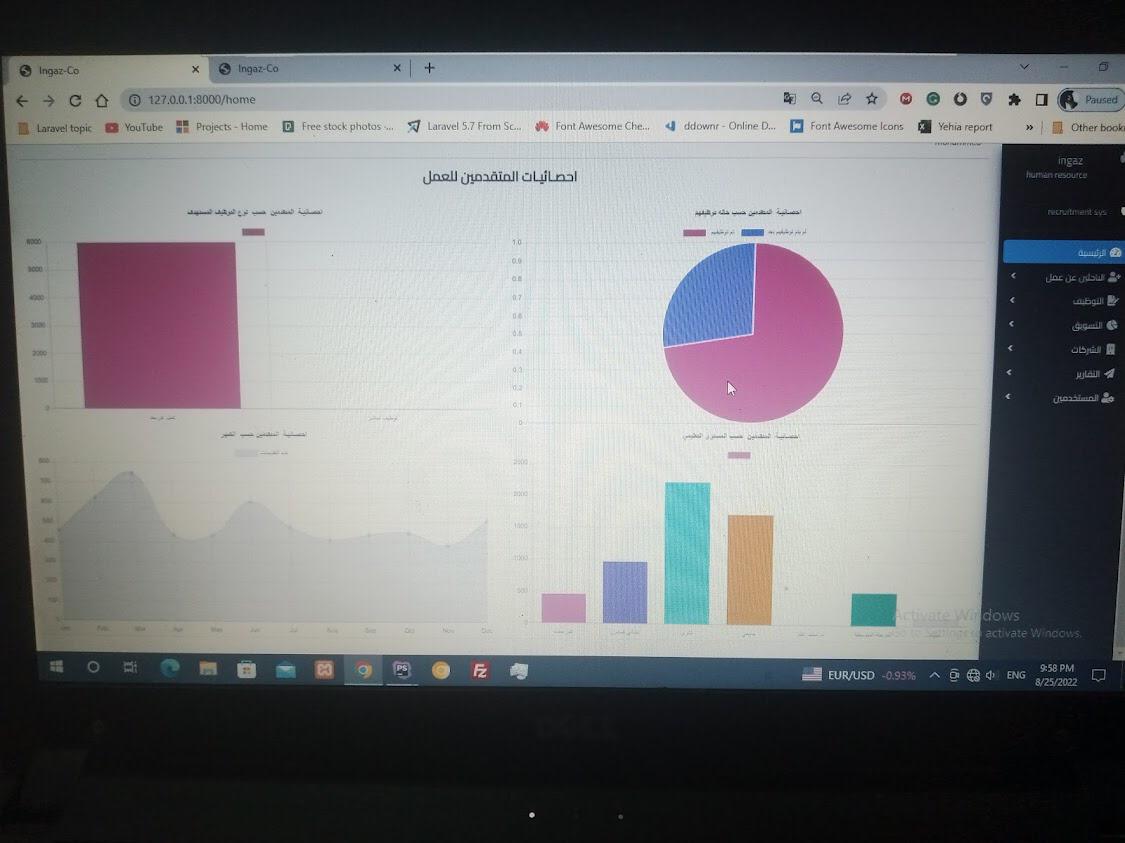 Ingaz-Co
Ingaz-Co
127.0.0.1:8000/home
Paused
Laravel topic
YouTube
Projects - Home
Free stock photos -...
Laravel 5.7 From Sc...
Font Awesome Che...
ddownr - Online D...
Font Awesome Icons
Yehia report
»
Other book
ingaz
human resource
recruitment sys
الرئيسية
الباحثين عن عمل
التوظيف
التسويق
الشركات
التقارير
المستخدمين
احصائيات المتقدمين للعمل
احصائية المتقدمين حسب نوع التوظيف المستهدف
6000
5000
4000
3000
2000
1000
0
احصائية المتقدمين حسب حالة توظيفهم
تم توظيفهم
لم يتم توظيفهم بعد
1.0
0.9
0.8
0.7
0.6
0.5
0.4
0.3
0.2
0.1
0
احصائية المتقدمين حسب الشهر
800
700
600
500
400
300
200
100
0
Jan
Feb
Mar
Apr
May
Jun
Jul
Aug
Sep
Oct
Nov
Dec
احصائية المتقدمين حسب المستوى التعليمي
2500
2000
1500
1000
500
0
Activate Windows
Settings to activate Windows.
EUR/USD -0.93%
ENG
9:58 PM
8/25/2022
DELL